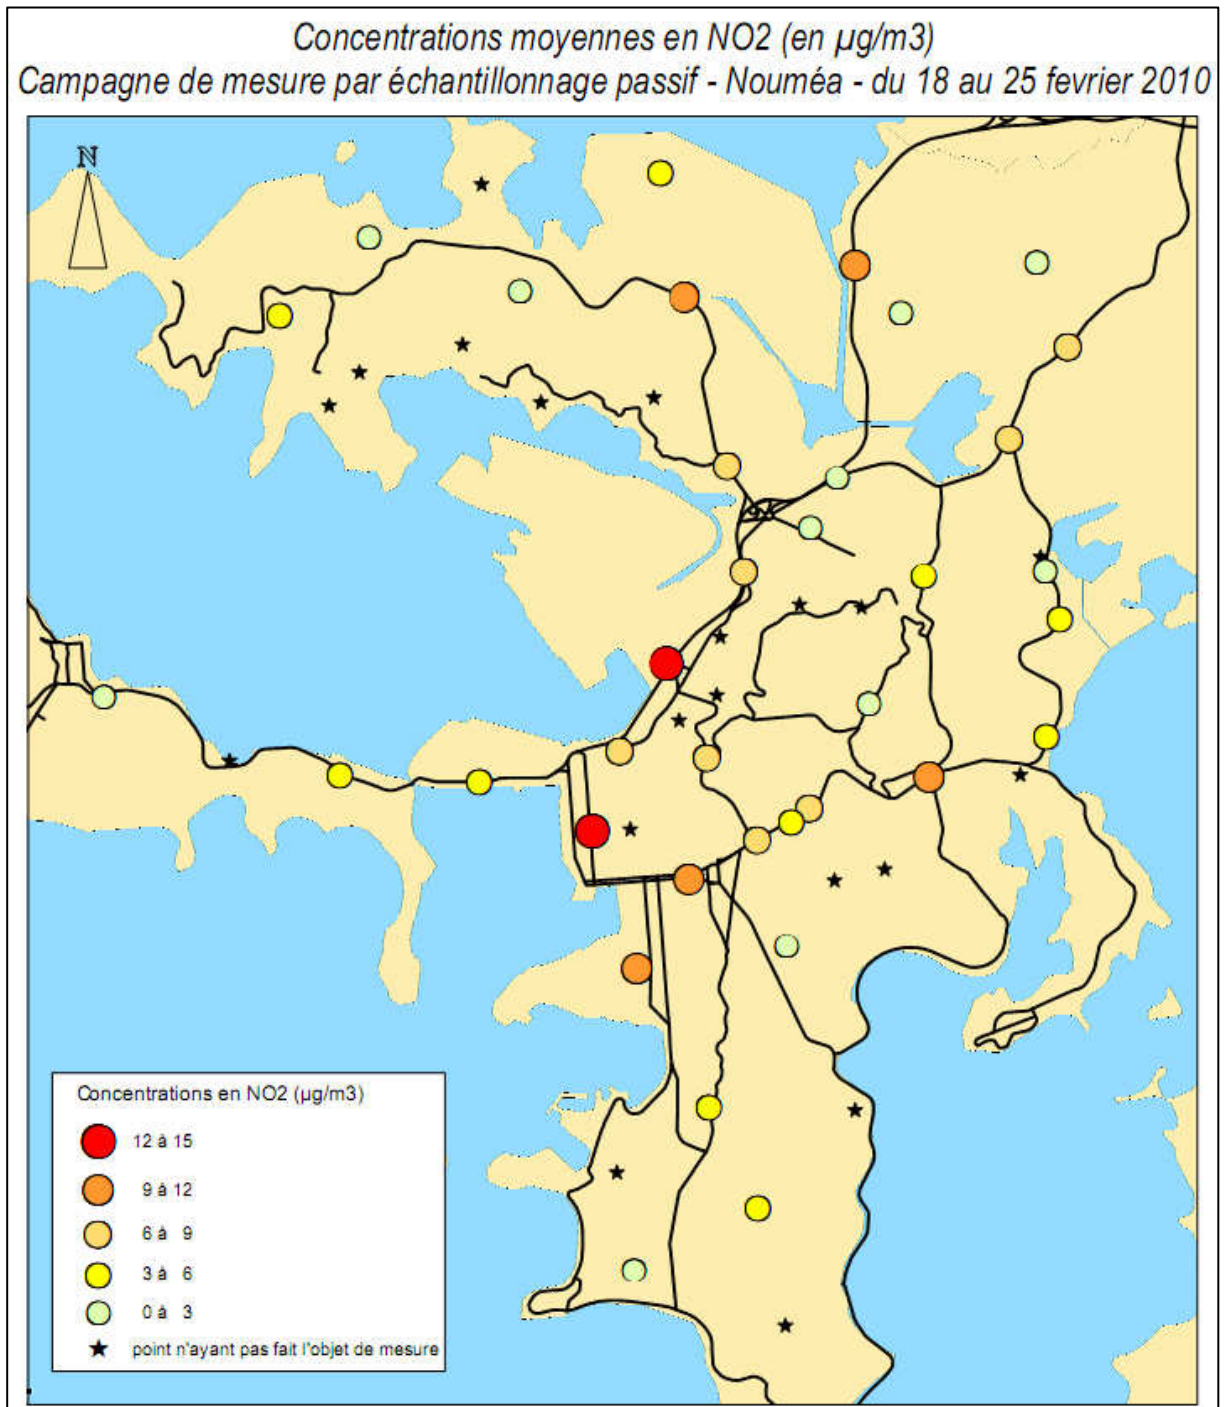 Concentrations moyennes en NO2 (en µg/m3)
Campagne de mesure par échantillonnage passif - Nouméa - du 18 au 25 fevrier 2010
N
Concentrations en NO2 (µg/m3)
12 à 15
9 à 12
6 à 9
3 à 6
0 à 3
point n'ayant pas fait l'objet de mesure